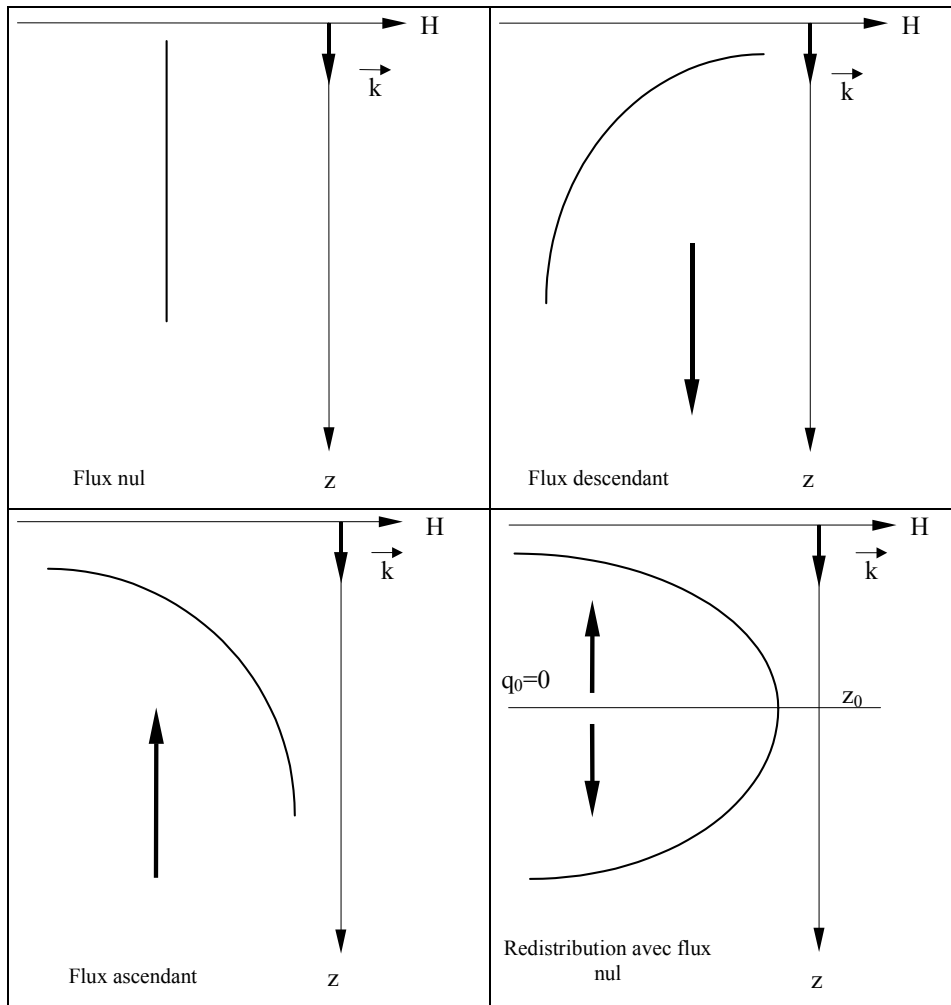 H
k
Flux nul
z
H
k
Flux descendant
z
H
k
Flux ascendant
z
H
k
q₀=0
z₀
Redistribution avec flux
nul
z